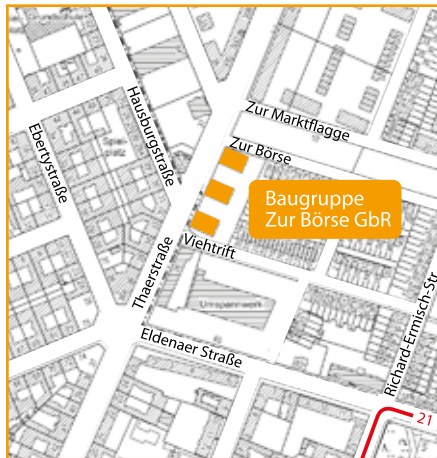 Zur Marktflagge
Hausburgstraße
Zur Börse
Ebertystraße
Baugruppe
Zur Börse GbR
Viehtrift
Thaerstraße
Umspannwerk
Richard-Ermisch-Str
Eldenaer Straße
21